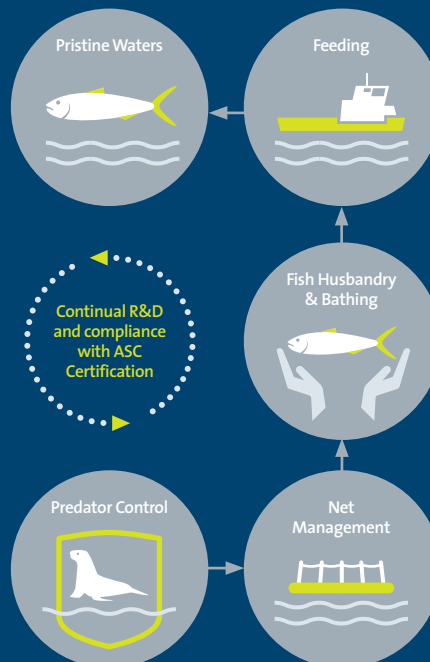 Pristine Waters
Feeding
Continual R&D
and compliance
with ASC
Certification
Fish Husbandry
& Bathing
Predator Control
Net
Management